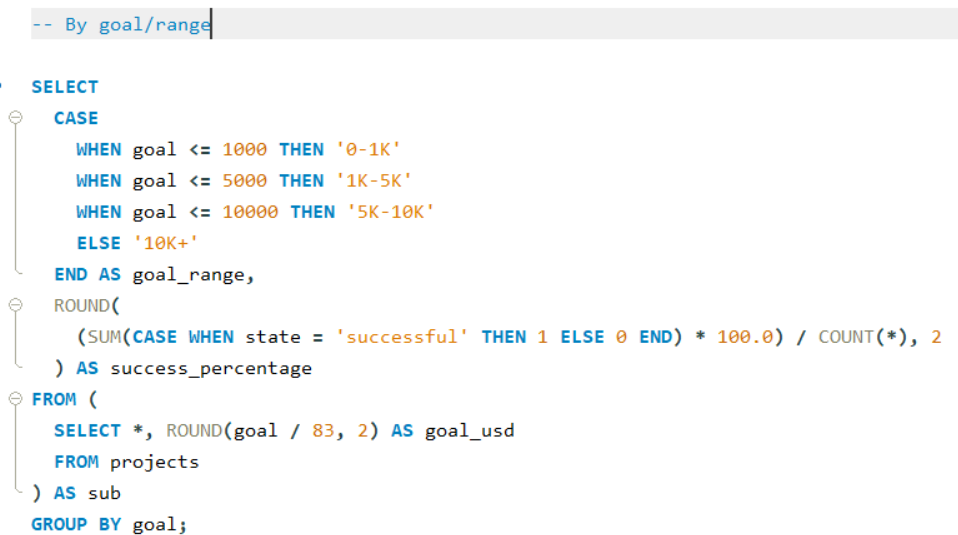 -- By goal/range
SELECT
CASE
WHEN goal <= 1000 THEN '0-1K'
WHEN goal <= 5000 THEN '1K-5K'
WHEN goal <= 10000 THEN '5K-10K'
ELSE '10K+'
END AS goal_range,
ROUND(
(SUM(CASE WHEN state = 'successful' THEN 1 ELSE 0 END) * 100.0) / COUNT(*), 2
) AS success_percentage
FROM (
SELECT *, ROUND(goal / 83, 2) AS goal_usd
FROM projects
) AS sub
GROUP BY goal;